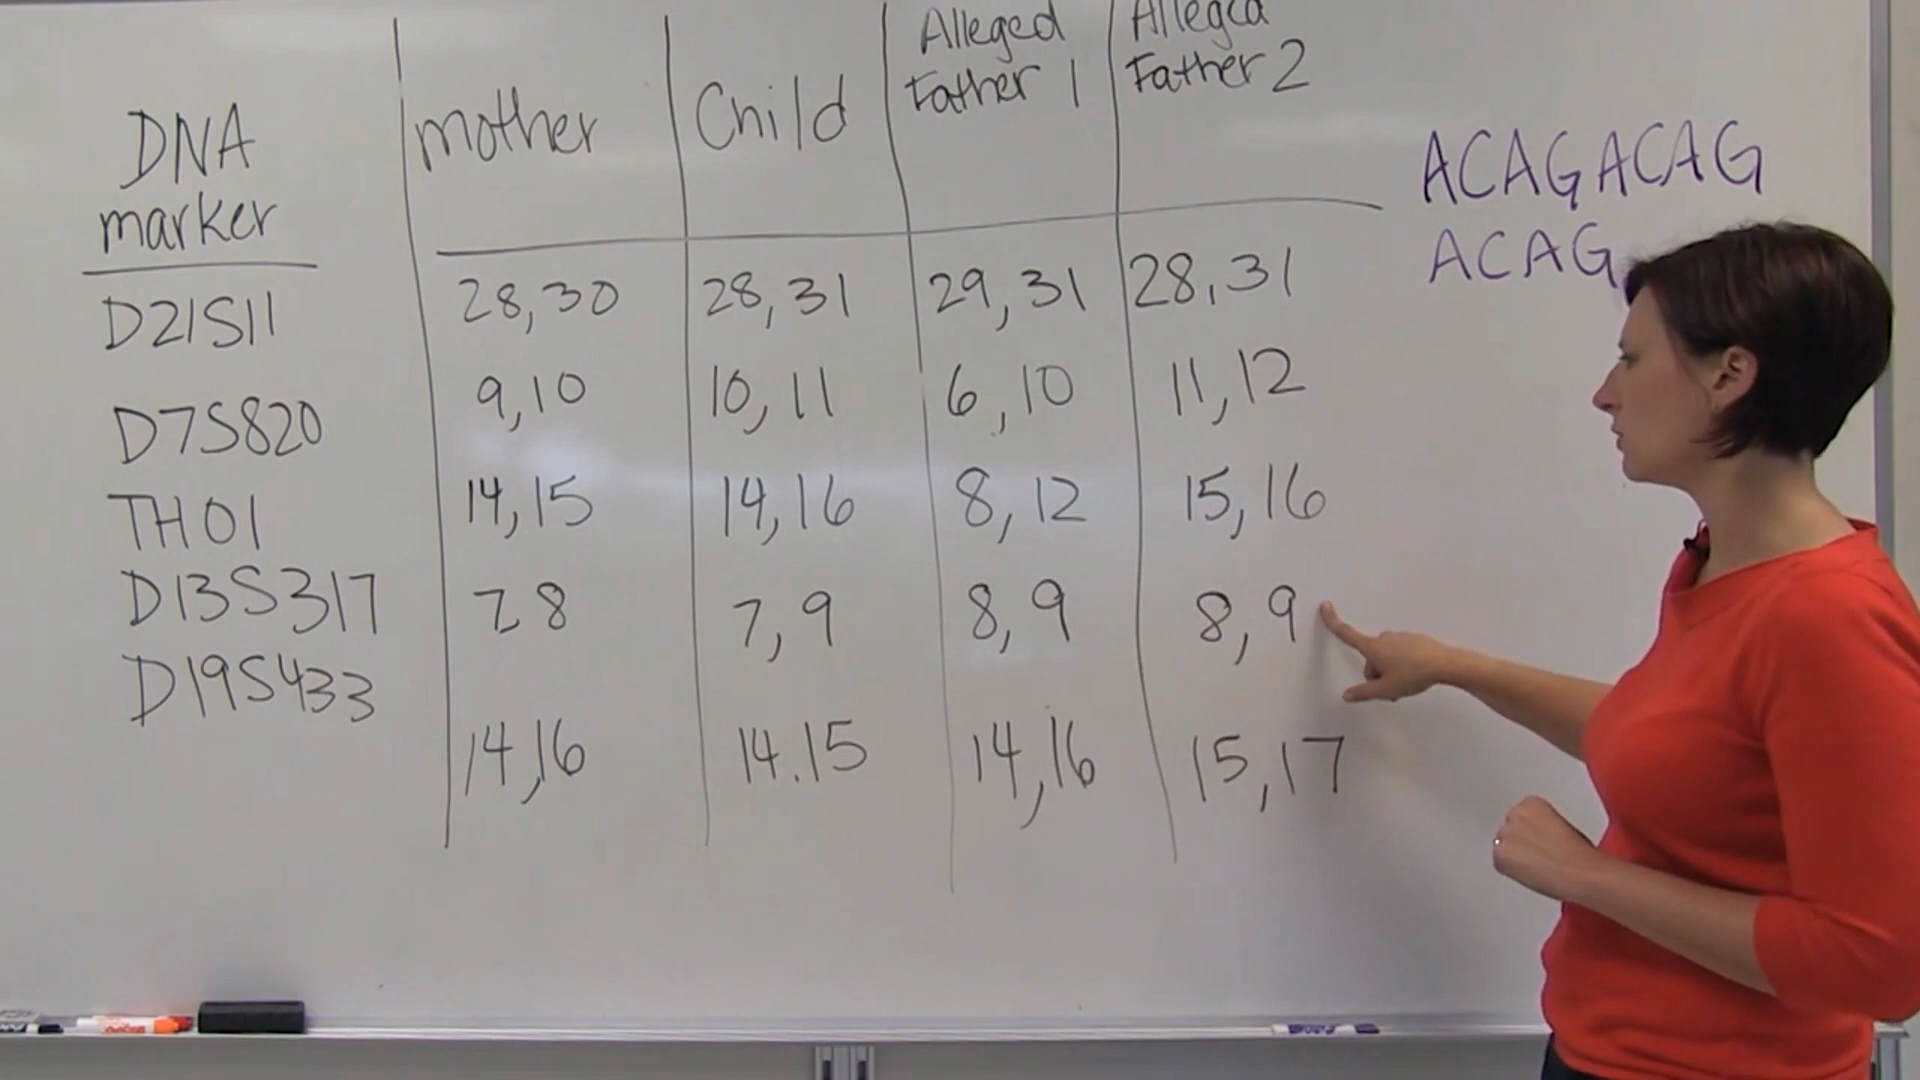 DNA
marker
mother
Child
Alleged
Father 1
Alleged
Father 2
ACAGACAG
ACAG
D21S11
28,30
28,31
29,31
28,31
D7S820
9,10
10,11
6,10
11,12
TH01
14,15
14,16
8,12
15,16
D13S317
7 8
7,9
8,9
8,9
D19S433
14,16
14.15
14,16
15,17